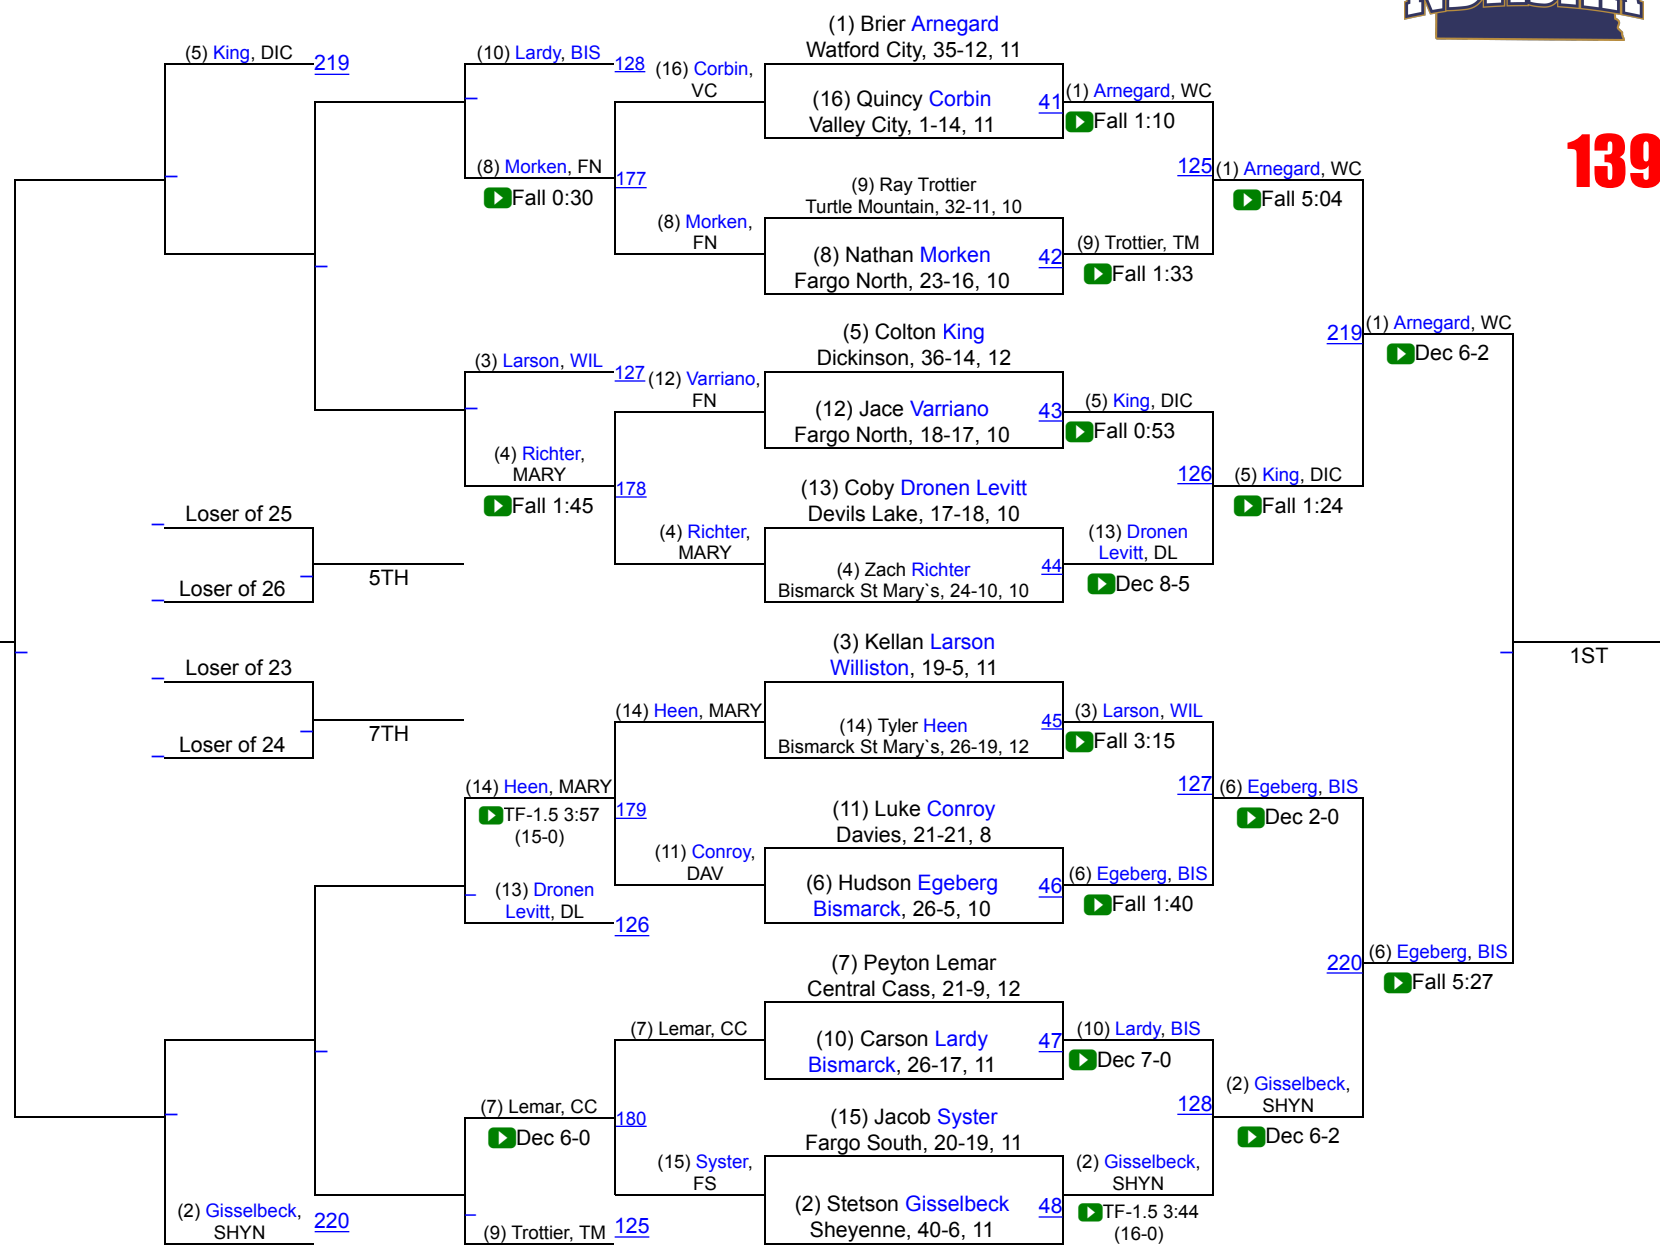 NDHSAA
139
(5) King, DIC
219
(2) Gisselbeck,
SHYN
220
Loser of 25
Loser of 26
5TH
Loser of 23
Loser of 24
7TH
(10) Lardy, BIS
128
(8) Morken, FN
Fall 0:30
177
(3) Larson, WIL
127
(4) Richter,
MARY
Fall 1:45
178
(14) Heen, MARY
TF-1.5 3:57
(15-0)
179
(13) Dronen
Levitt, DL
126
(7) Lemar, CC
Dec 6-0
180
(9) Trottier, TM
125
(16) Corbin,
VC
(8) Morken,
FN
(12) Varriano,
FN
(4) Richter,
MARY
(14) Heen, MARY
(11) Conroy,
DAV
(7) Lemar, CC
(15) Syster,
FS
(1) Brier Arnegard
Watford City, 35-12, 11
(16) Quincy Corbin
Valley City, 1-14, 11
41
(9) Ray Trottier
Turtle Mountain, 32-11, 10
(8) Nathan Morken
Fargo North, 23-16, 10
42
(5) Colton King
Dickinson, 36-14, 12
(12) Jace Varriano
Fargo North, 18-17, 10
43
(13) Coby Dronen Levitt
Devils Lake, 17-18, 10
(4) Zach Richter
Bismarck St Mary`s, 24-10, 10
44
(3) Kellan Larson
Williston, 19-5, 11
(14) Tyler Heen
Bismarck St Mary`s, 26-19, 12
45
(11) Luke Conroy
Davies, 21-21, 8
(6) Hudson Egeberg
Bismarck, 26-5, 10
46
(7) Peyton Lemar
Central Cass, 21-9, 12
(10) Carson Lardy
Bismarck, 26-17, 11
47
(15) Jacob Syster
Fargo South, 20-19, 11
(2) Stetson Gisselbeck
Sheyenne, 40-6, 11
48
(1) Arnegard, WC
Fall 1:10
(9) Trottier, TM
Fall 1:33
(5) King, DIC
Fall 0:53
(13) Dronen
Levitt, DL
Dec 8-5
(3) Larson, WIL
Fall 3:15
(6) Egeberg, BIS
Fall 1:40
(10) Lardy, BIS
Dec 7-0
(2) Gisselbeck,
SHYN
TF-1.5 3:44
(16-0)
125
(1) Arnegard, WC
Fall 5:04
126
(5) King, DIC
Fall 1:24
127
(6) Egeberg, BIS
Dec 2-0
128
(2) Gisselbeck,
SHYN
Dec 6-2
219
(1) Arnegard, WC
Dec 6-2
220
(6) Egeberg, BIS
Fall 5:27
1ST